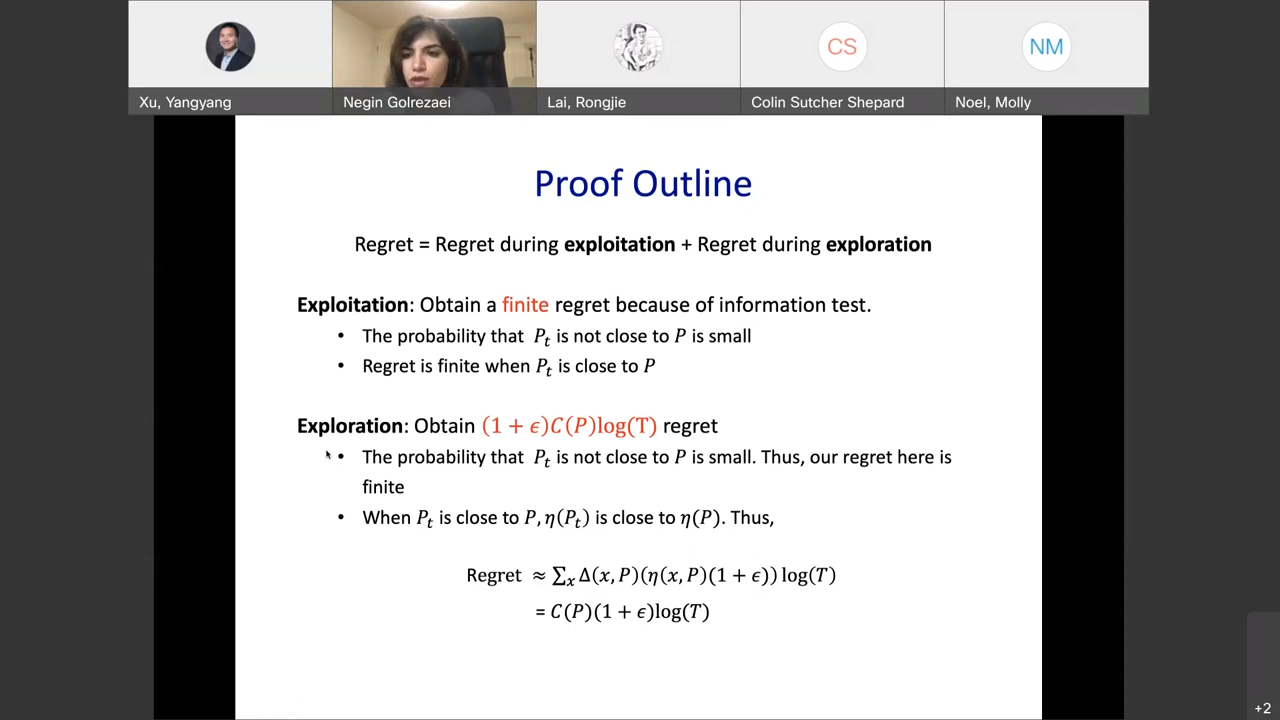 Xu, Yangyang
Negin Golrezaei
Lai, Rongjie
CS
Colin Sutcher Shepard
NM
Noel, Molly
Proof Outline
Regret = Regret during exploitation + Regret during exploration
Exploitation: Obtain a finite regret because of information test.
• The probability that P_t is not close to P is small
• Regret is finite when P_t is close to P
Exploration: Obtain (1 + ϵ)C(P)log(T) regret
• The probability that P_t is not close to P is small. Thus, our regret here is
finite
• When P_t is close to P, η(P_t) is close to η(P). Thus,
Regret ≈ ∑_x Δ(x, P)(η(x, P)(1 + ϵ)) log(T)
= C(P)(1 + ϵ)log(T)
+2